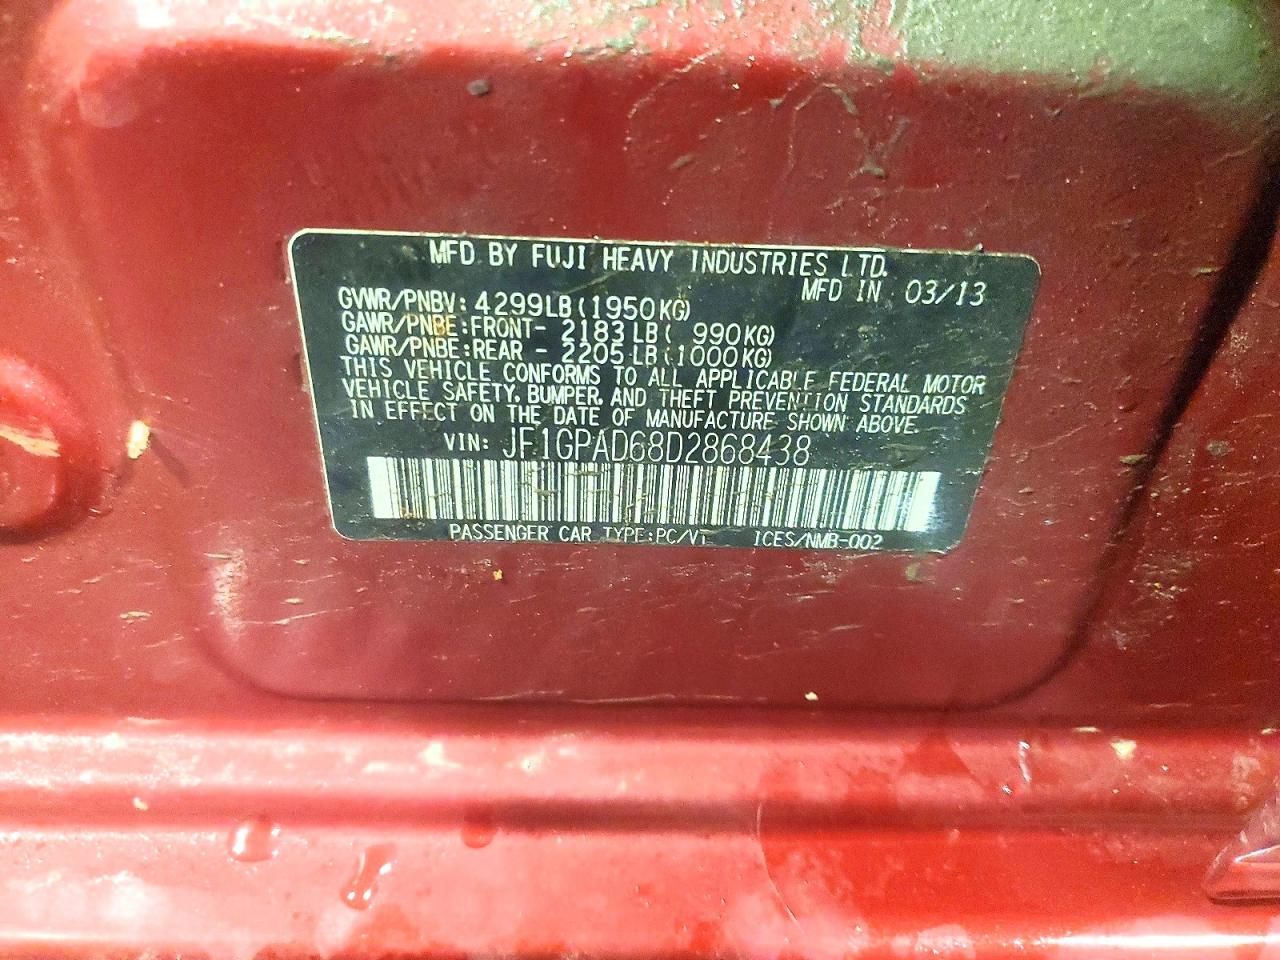 MFD BY FUJI HEAVY INDUSTRIES LTD.
MFD IN 03/13
GVWR/PNBV: 4299LB(1950KG)
GAWR/PNBE:FRONT- 2183LB( 990KG)
GAWR/PNBE:REAR - 2205LB(1000KG)
THIS VEHICLE CONFORMS TO ALL APPLICABLE FEDERAL MOTOR
VEHICLE SAFETY, BUMPER, AND THEFT PREVENTION STANDARDS
IN EFFECT ON THE DATE OF MANUFACTURE SHOWN ABOVE.
VIN: JF1GPAD68D2868438
PASSENGER CAR TYPE:PC/VT ICES/NMB-002